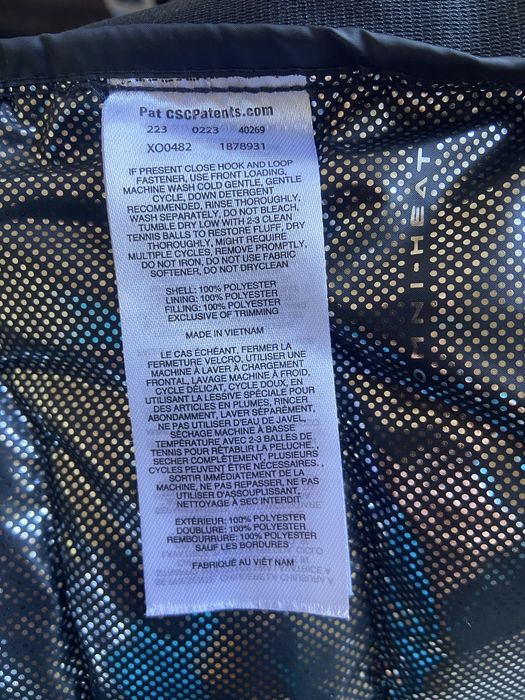 Pat CSCPatents.com
223 0223 40269
XO0482 1878931
IF PRESENT CLOSE HOOK AND LOOP
FASTENER, USE FRONT LOADING,
MACHINE WASH COLD GENTLE, GENTLE
CYCLE, DOWN DETERGENT
RECOMMENDED, RINSE THOROUGHLY,
WASH SEPARATELY, DO NOT BLEACH,
TUMBLE DRY LOW WITH 2-3 CLEAN
TENNIS BALLS TO RESTORE FLUFF, DRY
THOROUGHLY, MIGHT REQUIRE
MULTIPLE CYCLES, REMOVE PROMPTLY,
DO NOT IRON, DO NOT USE FABRIC
SOFTENER, DO NOT DRYCLEAN
SHELL: 100% POLYESTER
LINING: 100% POLYESTER
FILLING: 100% POLYESTER
EXCLUSIVE OF TRIMMING
MADE IN VIETNAM
LE CAS ÉCHÉANT, FERMER LA
FERMETURE VELCRO, UTILISER UNE
MACHINE À LAVER À CHARGEMENT
FRONTAL, LAVAGE MACHINE À FROID,
CYCLE DÉLICAT, CYCLE DOUX, EN
UTILISANT LA LESSIVE SPÉCIALE POUR
DES ARTICLES EN PLUMES, RINCER
ABONDAMMENT, LAVER SÉPARÉMENT,
NE PAS UTILISER D'EAU DE JAVEL,
SÉCHAGE MACHINE À BASSE
TEMPÉRATURE AVEC 2-3 BALLES DE
TENNIS POUR RÉTABLIR LA PELUCHE ,
SECHER COMPLÈTEMENT, PLUSIEURS
CYCLES PEUVENT ÊTRE NÉCESSAIRES. ,
SORTIR IMMÉDIATEMENT DE LA
MACHINE, NE PAS REPASSER, NE PAS
UTILISER D'ASSOUPLISSANT,
NETTOYAGE À SEC INTERDIT
EXTÉRIEUR: 100% POLYESTER
DOUBLURE: 100% POLYESTER
REMBOURRURE: 100% POLYESTER
SAUF LES BORDURES
FABRIQUÉ AU VIÊT NAM
OMNI-HEAT